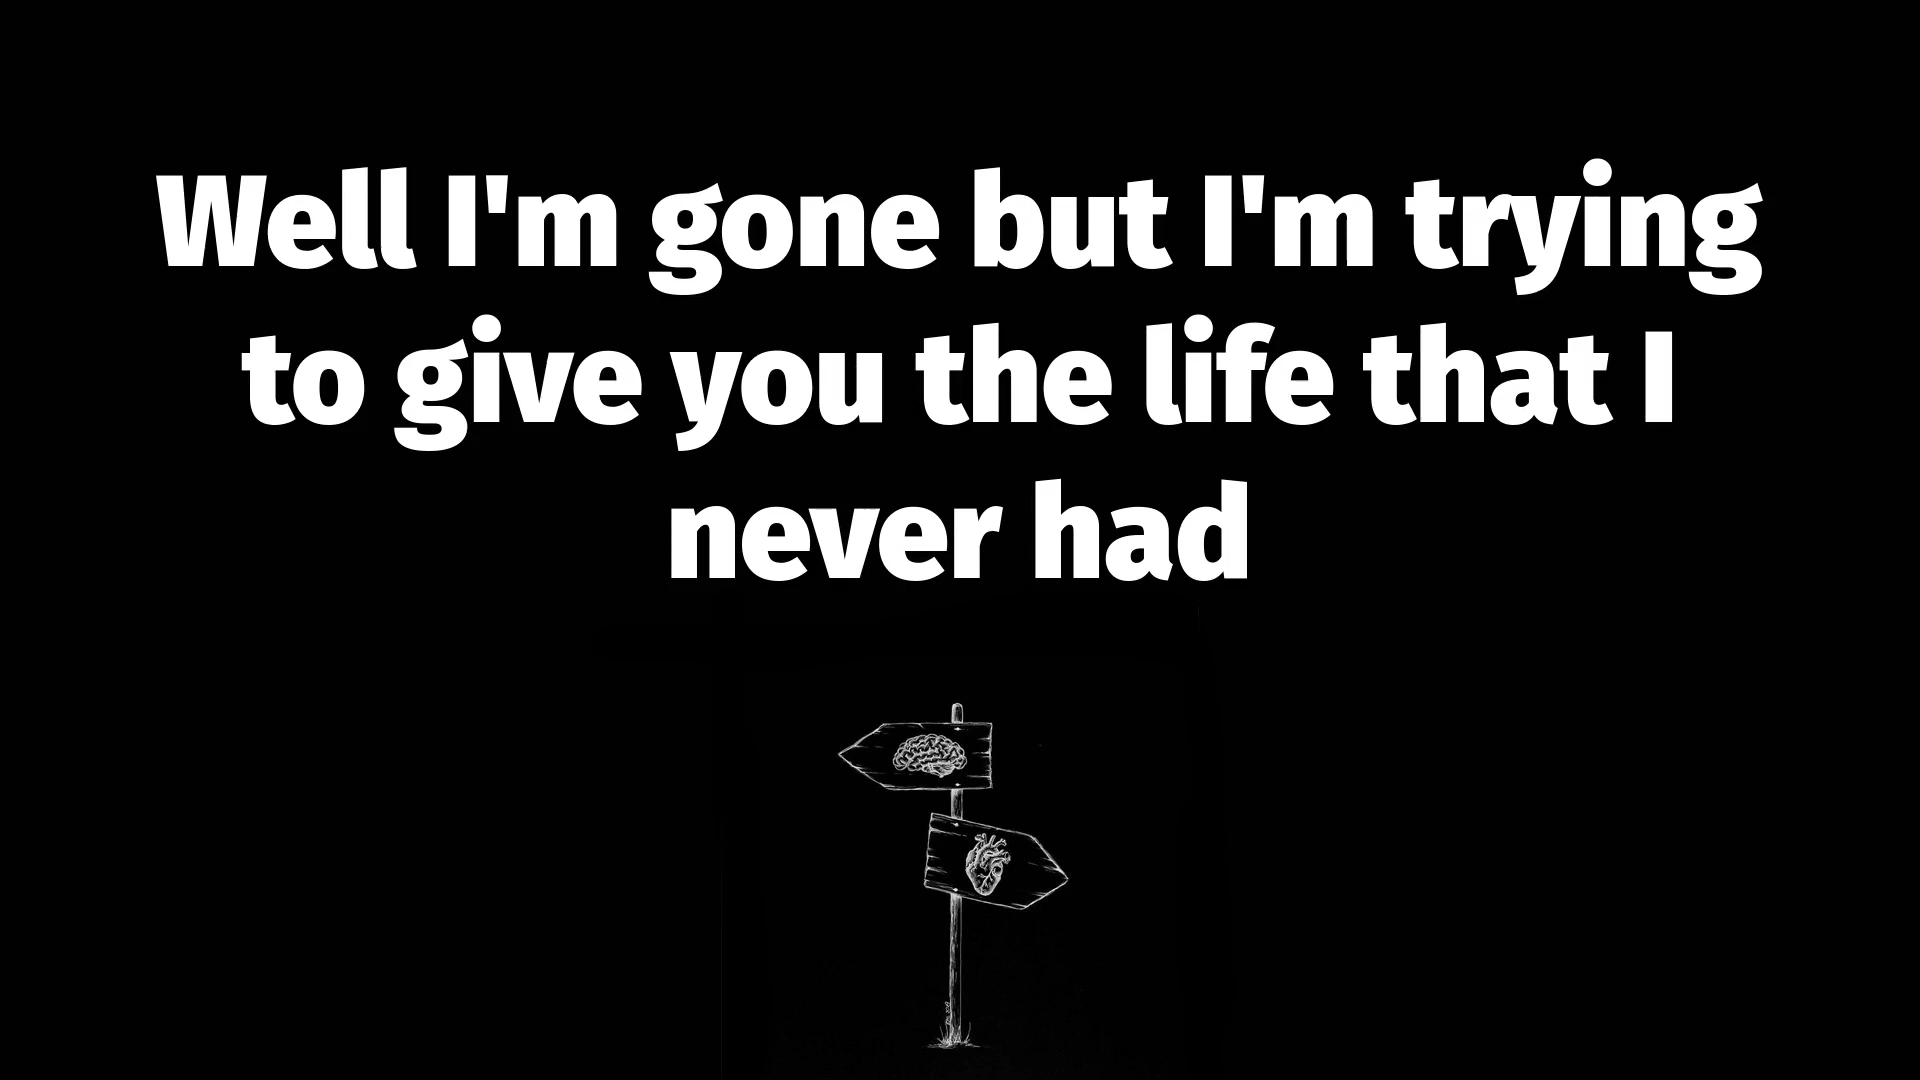 Well I'm gone but I'm trying
to give you the life that I
never had